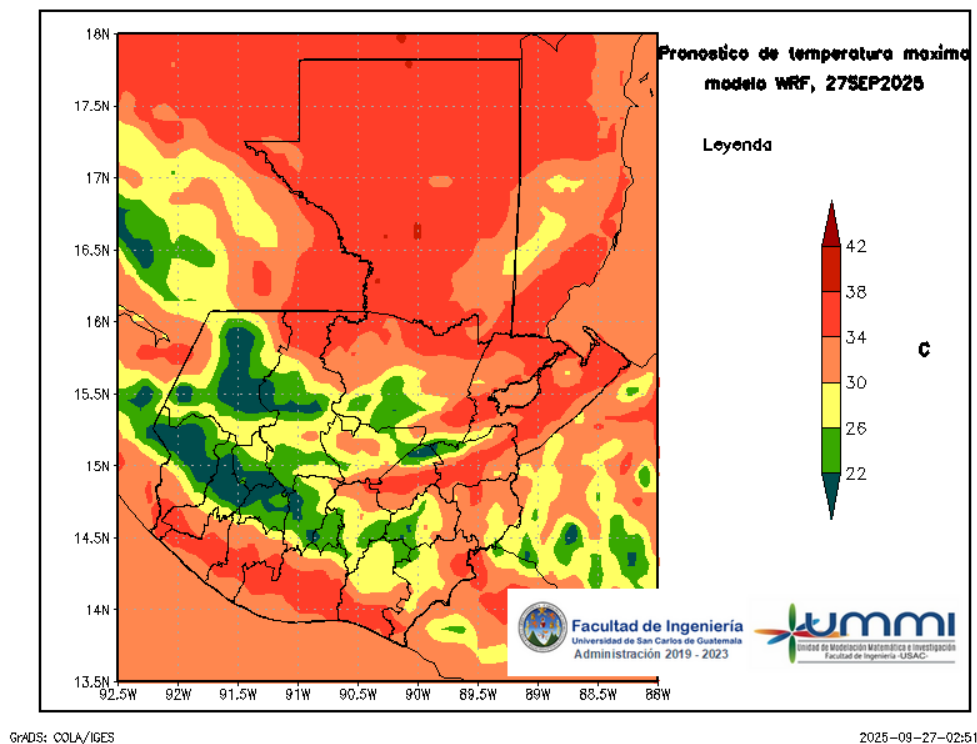 Pronostico de temperatura maxima
modelo WRF, 27SEP2025
Leyenda
42
38
34
30
26
22
C
18N
17.5N
17N
16.5N
16N
15.5N
15N
14.5N
14N
13.5N
92.5W 92W 91.5W 91W 90.5W 90W 89.5W 89W 88.5W 88W
Facultad de Ingeniería
Universidad de San Carlos de Guatemala
Administración 2019 - 2023
UMMI
Unidad de Modelación Matemática e Investigación
Facultad de Ingeniería -USAC-
GrADS: COLA/IGES
2025-09-27-02:51